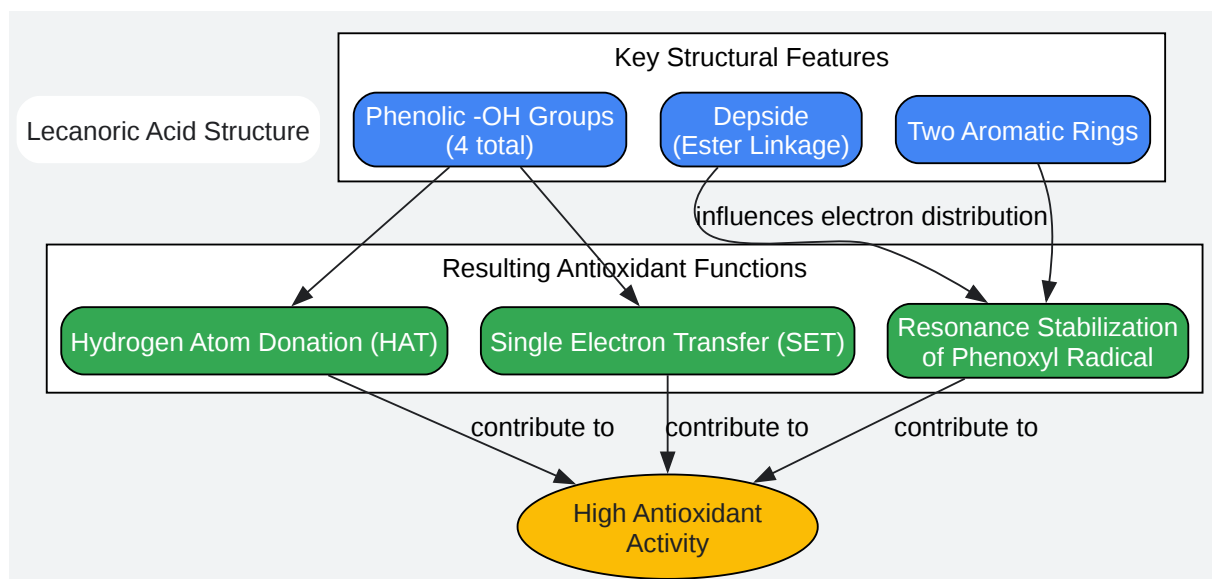 Key Structural Features
Lecanoric Acid Structure
Phenolic -OH Groups
(4 total)
Depside
(Ester Linkage)
Two Aromatic Rings
influences electron distribution
Resulting Antioxidant Functions
Hydrogen Atom Donation (HAT)
Single Electron Transfer (SET)
Resonance Stabilization
of Phenoxyl Radical
contribute to
contribute to
contribute to
High Antioxidant
Activity